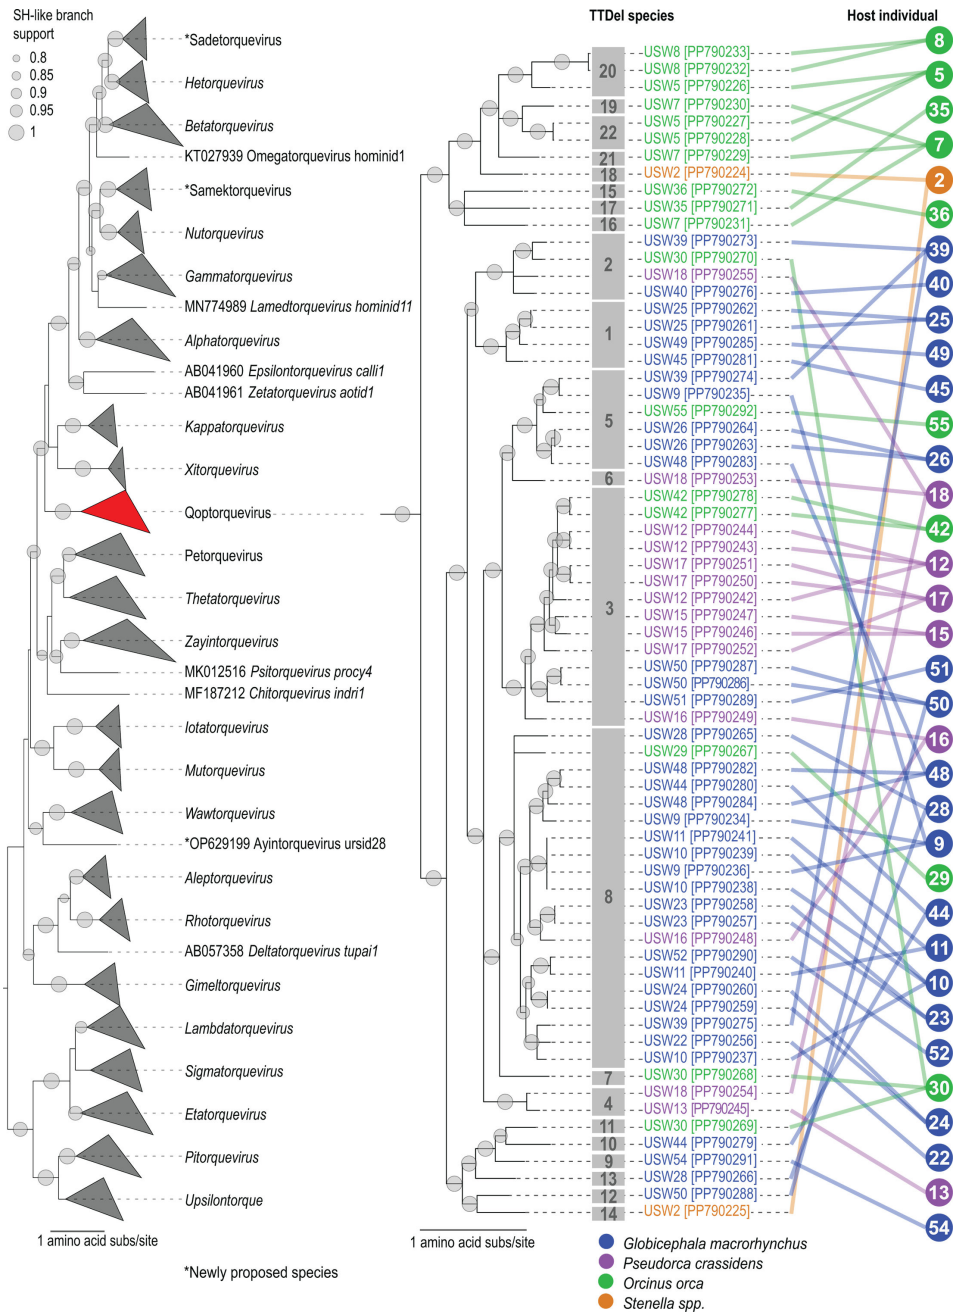 SH-like branch
support
0.8
0.85
0.9
0.95
1
*Sadetorquevirus
Hetorquevirus
Betatorquevirus
KT027939 Omegatorquevirus hominid1
*Samektorquevirus
Nutorquevirus
Gammatorquevirus
MN774989 Lamedtorquevirus hominid11
Alphatorquevirus
AB041960 Epsilontorquevirus calli1
AB041961 Zetatorquevirus aotid1
Kappatorquevirus
Xitorquevirus
Qoptorquevirus
Petorquevirus
Thetatorquevirus
Zayintorquevirus
MK012516 Psitorquevirus procy4
MF187212 Chitorquevirus indri1
Iotatorquevirus
Mutorquevirus
Wawtorquevirus
*OP629199 Ayintorquevirus ursid28
Aleptorquevirus
Rhotorquevirus
AB057358 Deltatorquevirus tupai1
Gimeltorquevirus
Lambdatorquevirus
Sigmatorquevirus
Etatorquevirus
Pitorquevirus
Upsilontorque
1 amino acid subs/site
*Newly proposed species
TTDel species
20
19
22
21
18
15
17
16
2
1
5
6
3
8
7
4
11
10
9
13
12
14
USW8 [PP790233]
USW8 [PP790232]
USW5 [PP790226]
USW7 [PP790230]
USW5 [PP790227]
USW5 [PP790228]
USW7 [PP790229]
USW2 [PP790224]
USW36 [PP790272]
USW35 [PP790271]
USW7 [PP790231]
USW39 [PP790273]
USW30 [PP790270]
USW18 [PP790255]
USW40 [PP790276]
USW25 [PP790262]
USW25 [PP790261]
USW49 [PP790285]
USW45 [PP790281]
USW39 [PP790274]
USW9 [PP790235]
USW55 [PP790292]
USW26 [PP790264]
USW26 [PP790263]
USW48 [PP790283]
USW18 [PP790253]
USW42 [PP790278]
USW42 [PP790277]
USW12 [PP790244]
USW12 [PP790243]
USW17 [PP790251]
USW17 [PP790250]
USW12 [PP790242]
USW15 [PP790247]
USW15 [PP790246]
USW17 [PP790252]
USW50 [PP790287]
USW50 [PP790286]
USW51 [PP790289]
USW16 [PP790249]
USW28 [PP790265]
USW29 [PP790267]
USW48 [PP790282]
USW44 [PP790280]
USW48 [PP790284]
USW9 [PP790234]
USW11 [PP790241]
USW10 [PP790239]
USW9 [PP790236]
USW10 [PP790238]
USW23 [PP790258]
USW23 [PP790257]
USW16 [PP790248]
USW52 [PP790290]
USW11 [PP790240]
USW24 [PP790260]
USW24 [PP790259]
USW39 [PP790275]
USW22 [PP790256]
USW10 [PP790237]
USW30 [PP790268]
USW18 [PP790254]
USW13 [PP790245]
USW30 [PP790269]
USW44 [PP790279]
USW54 [PP790291]
USW28 [PP790266]
USW50 [PP790288]
USW2 [PP790225]
1 amino acid subs/site
Host individual
8
5
35
7
2
36
39
40
25
49
45
55
26
18
42
12
17
15
51
50
16
48
28
9
29
44
11
10
23
52
30
24
22
13
54
Globicephala macrorhynchus
Pseudorca crassidens
Orcinus orca
Stenella spp.